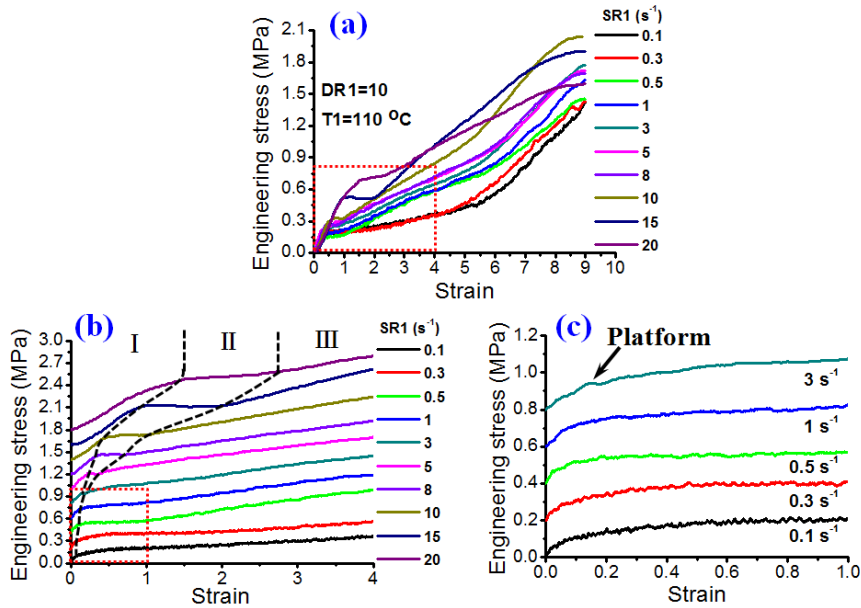 (a)
SR1 (s⁻¹)
Engineering stress (MPa)
2.1
1.8
1.5
1.2
0.9
0.6
0.3
0.0
DR1=10
T1=110 ⁰C
0.1
0.3
0.5
1
3
5
8
10
15
20
0 1 2 3 4 5 6 7 8 9 10
Strain
(b)
Engineering stress (MPa)
3.0
2.7
2.4
2.1
1.8
1.5
1.2
0.9
0.6
0.3
0.0
I II III
SR1 (s⁻¹)
0.1
0.3
0.5
1
3
5
8
10
15
20
0 1 2 3 4
Strain
(c)
Engineering stress (MPa)
1.2
1.0
0.8
0.6
0.4
0.2
0.0
Platform
3 s⁻¹
1 s⁻¹
0.5 s⁻¹
0.3 s⁻¹
0.1 s⁻¹
0.0 0.2 0.4 0.6 0.8 1.0
Strain